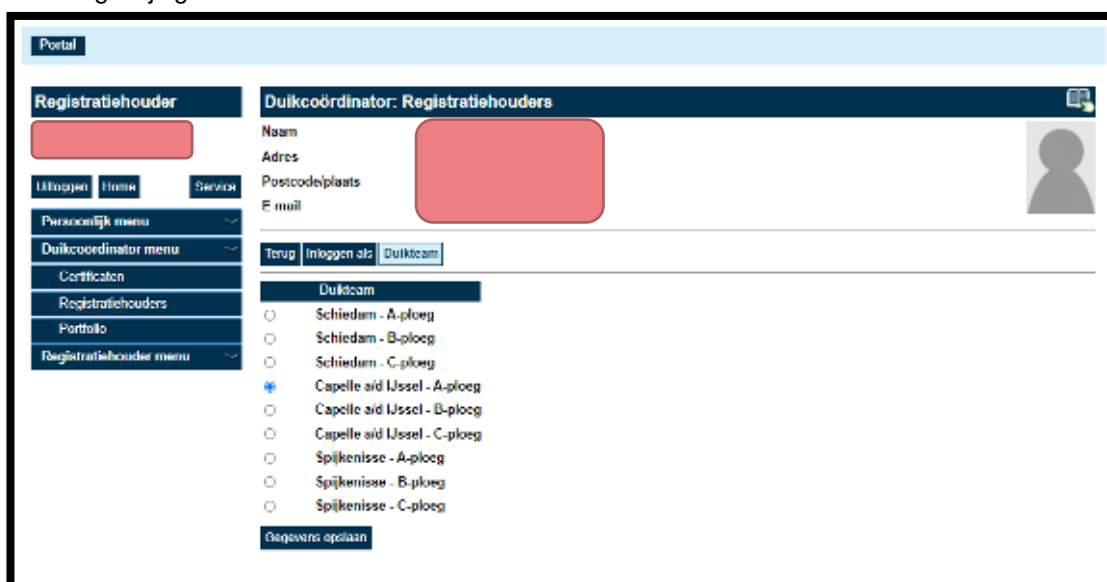 Portal
Registratiehouder
Uitloggen Home Service
Persoonlijk menu
Duikcoordinator menu
Certificaten
Registratiehouders
Portfolio
Registratiehouder menu
Duikcoördinator: Registratiehouders
Naam
Adres
Postcode/plaats
E-mail
Terug Inloggen als Duikteam
Duikteam
Schiedam - A-ploeg
Schiedam - B-ploeg
Schiedam - C-ploeg
Capelle a/d IJssel - A-ploeg
Capelle a/d IJssel - B-ploeg
Capelle a/d IJssel - C-ploeg
Spijkenisse - A-ploeg
Spijkenisse - B-ploeg
Spijkenisse - C-ploeg
Gegevens opslaan